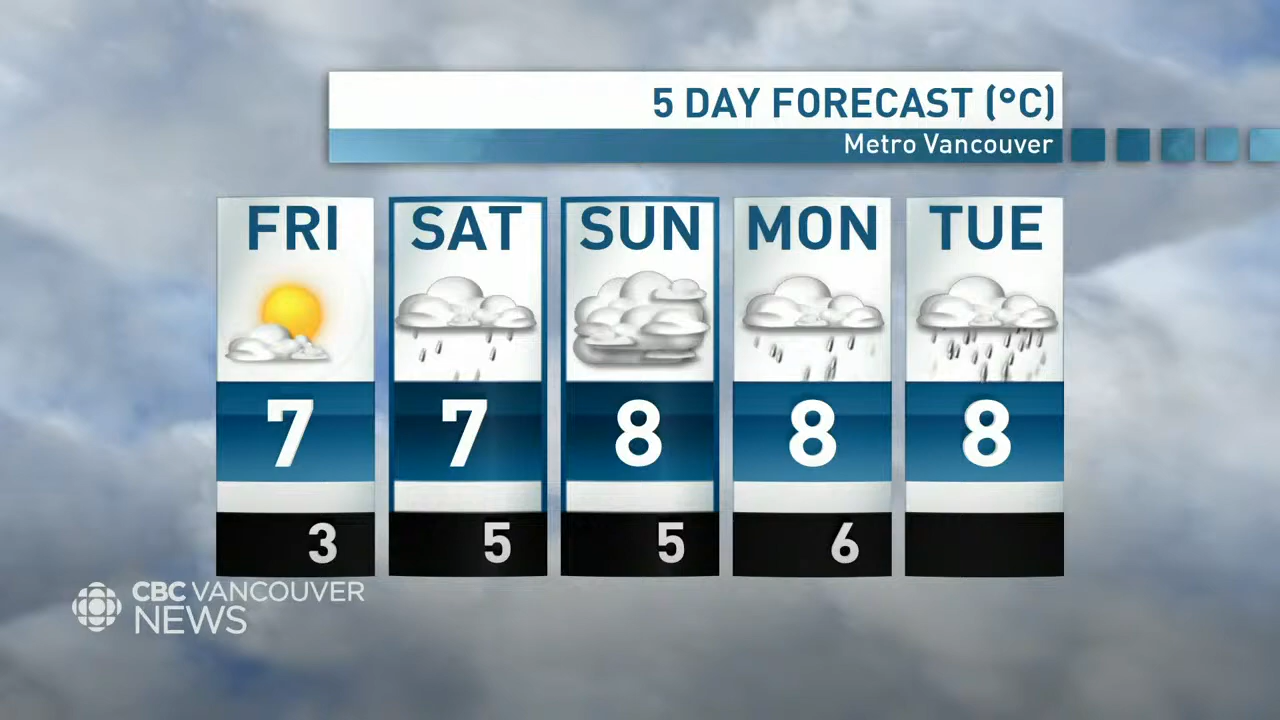 5 DAY FORECAST (°C)
Metro Vancouver
FRI SAT SUN MON TUE
7 7 8 8 8
3 5 5 6
CBC VANCOUVER
NEWS